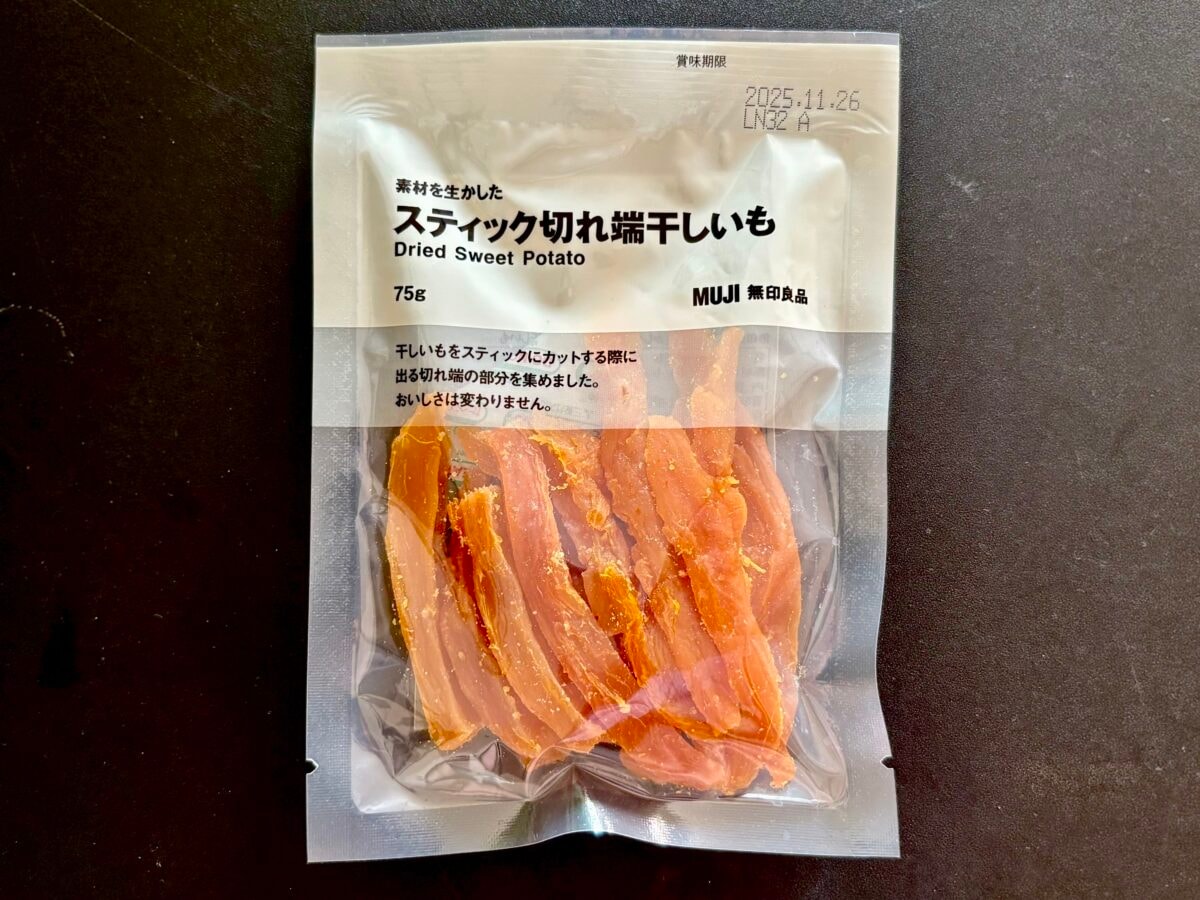 賞味期限
2025.11.26
LN32 A
素材を生かした
スティック切れ端干しいも
Dried Sweet Potato
75g
MUJI 無印良品
干しいもをスティックにカットする際に
出る切れ端の部分を集めました。
おいしさは変わりません。